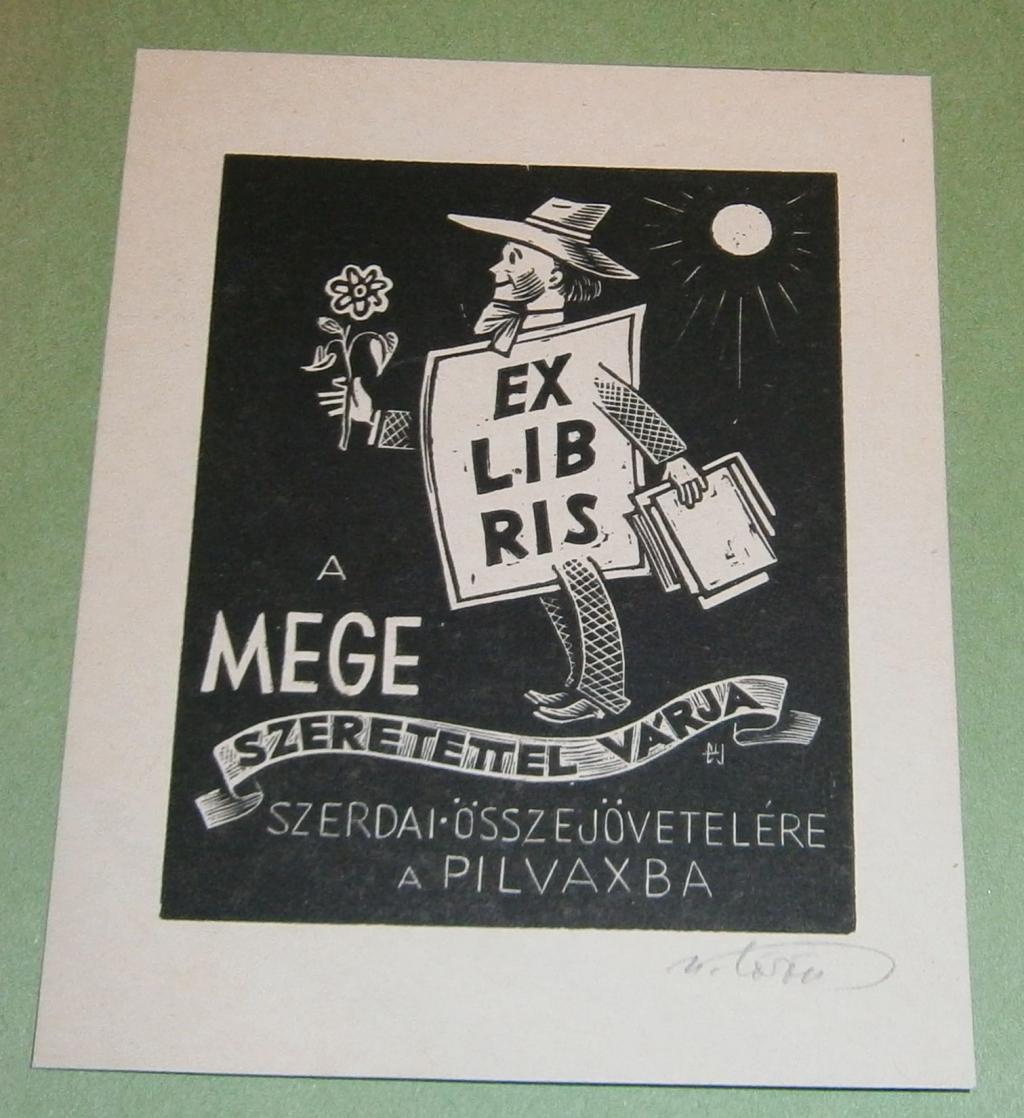 EX
LIB
RIS
A
MEGE
SZERETETTEL VÁRJA
SZERDAI·ÖSSZEJÖVETELÉRE
A PILVAXBA